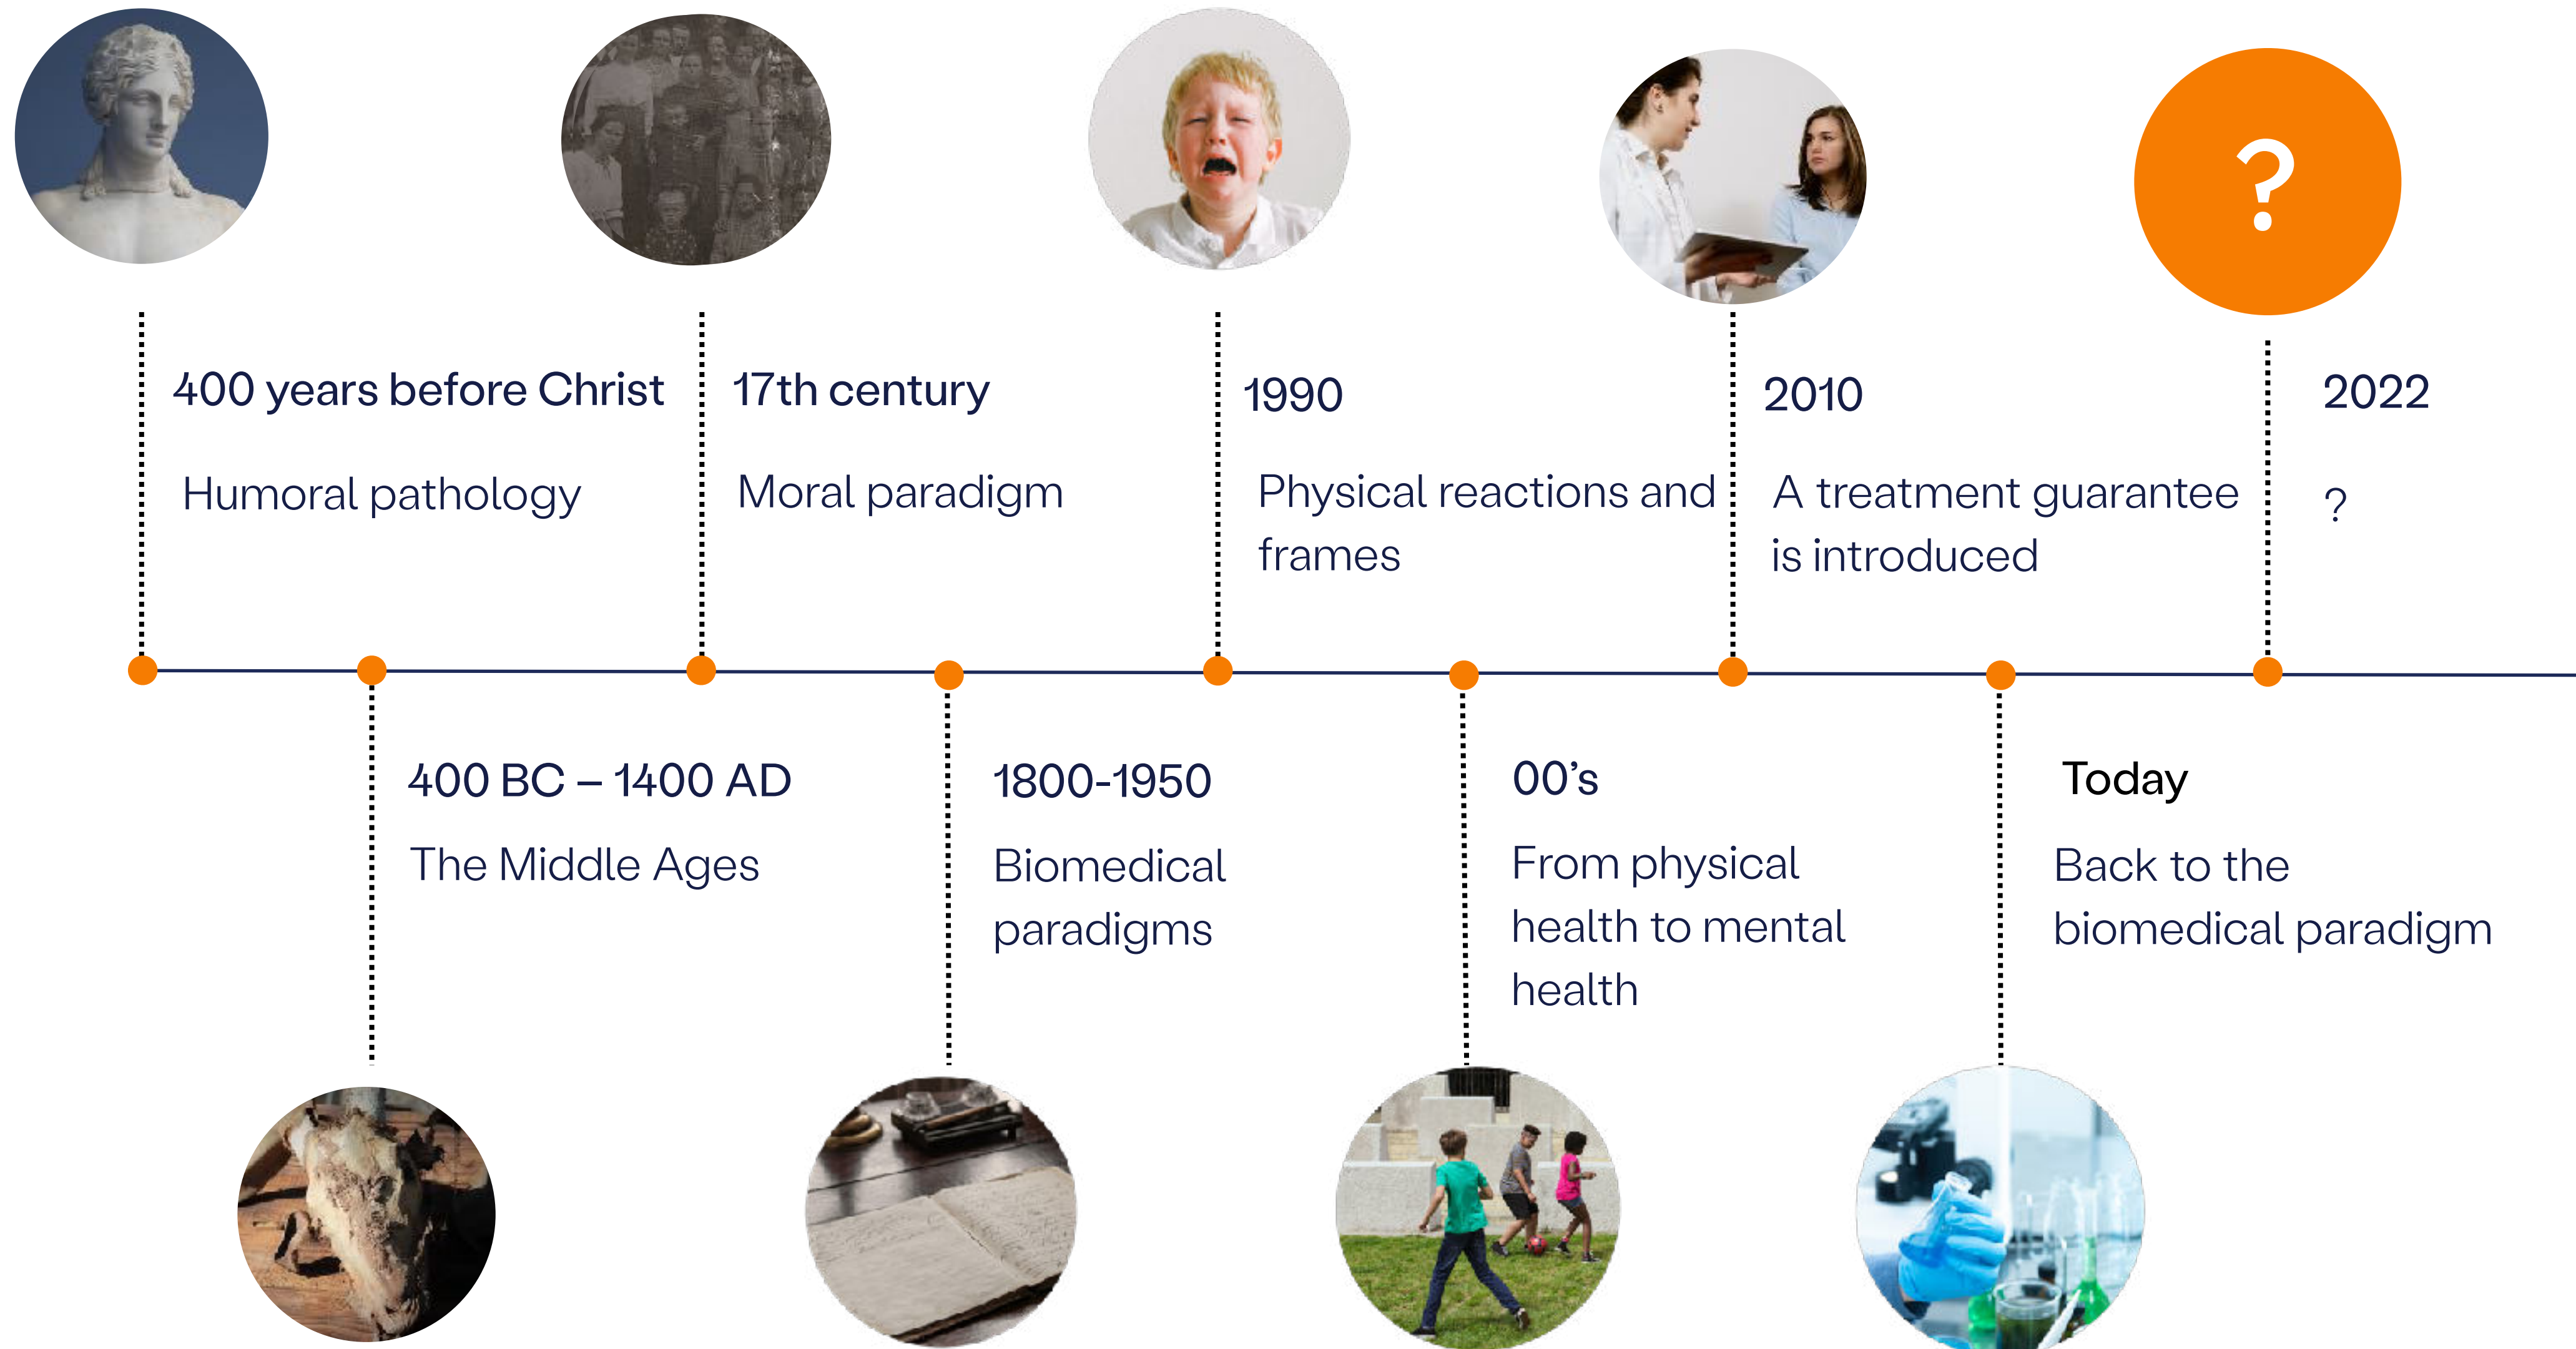 ?
400 years before Christ
Humoral pathology
17th century
Moral paradigm
1990
Physical reactions and
frames
2010
A treatment guarantee
is introduced
2022
?
400 BC – 1400 AD
The Middle Ages
1800-1950
Biomedical
paradigms
00’s
From physical
health to mental
health
Today
Back to the
biomedical paradigm